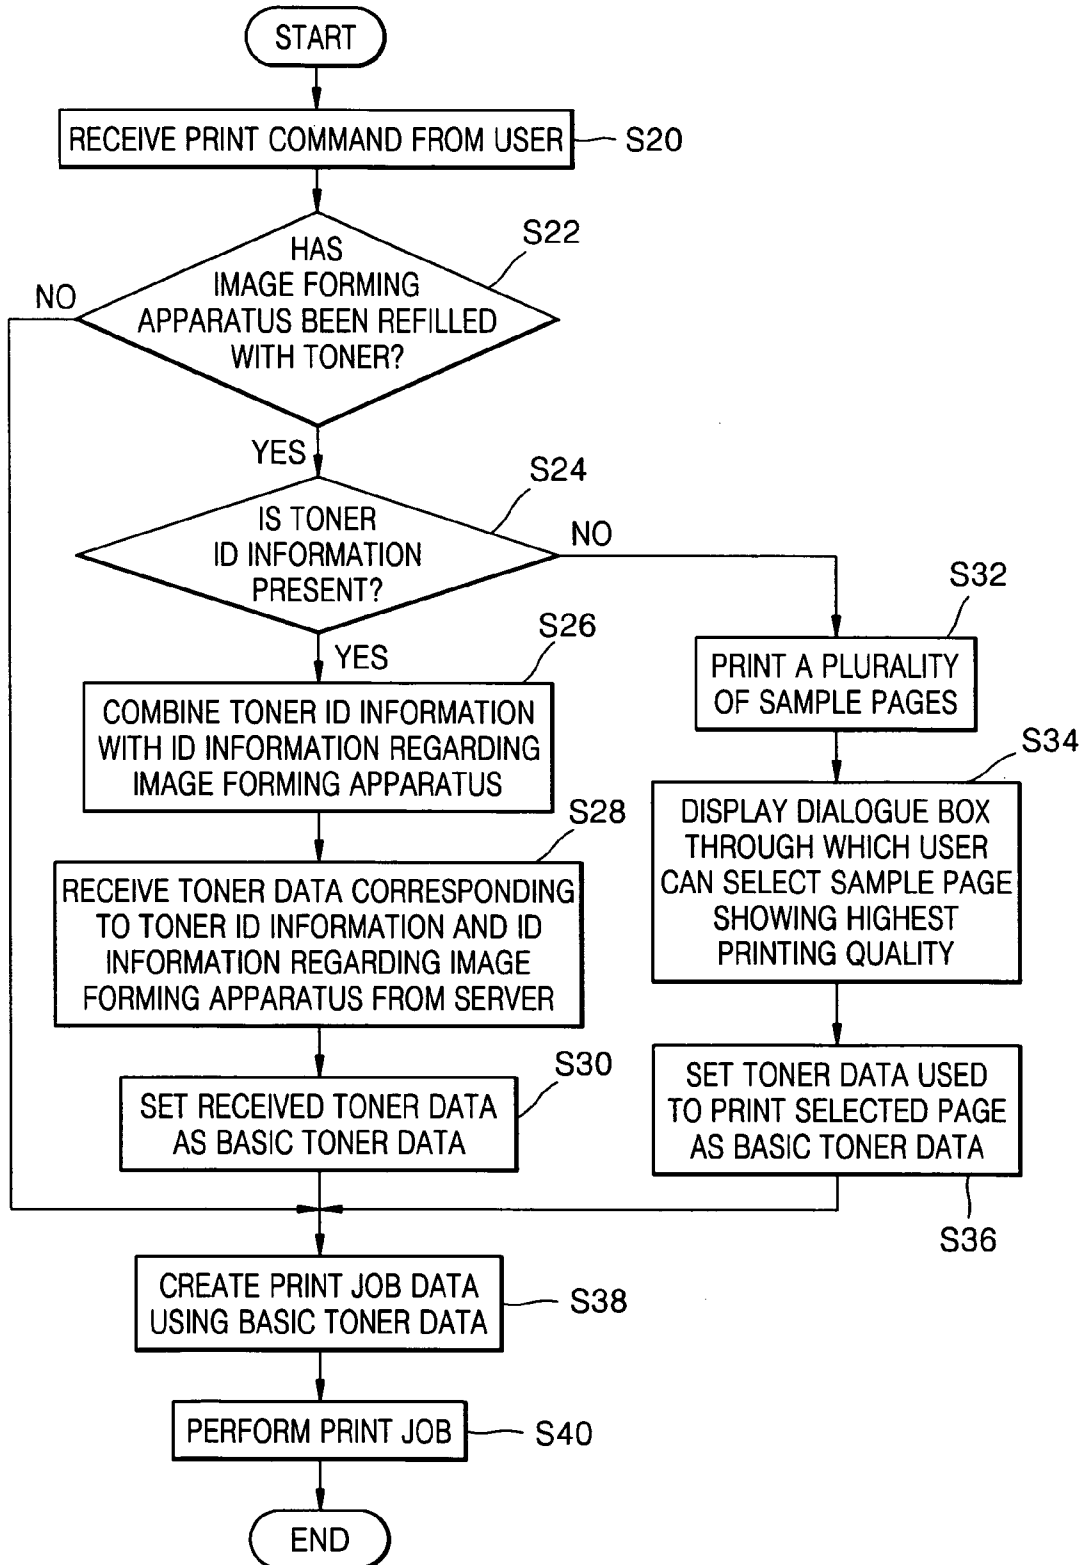 START
RECEIVE PRINT COMMAND FROM USER
S20
HAS
IMAGE FORMING
APPARATUS BEEN REFILLED
WITH TONER?
S22
NO
YES
IS TONER
ID INFORMATION
PRESENT?
S24
NO
YES
COMBINE TONER ID INFORMATION
WITH ID INFORMATION REGARDING
IMAGE FORMING APPARATUS
S26
RECEIVE TONER DATA CORRESPONDING
TO TONER ID INFORMATION AND ID
INFORMATION REGARDING IMAGE
FORMING APPARATUS FROM SERVER
S28
SET RECEIVED TONER DATA
AS BASIC TONER DATA
S30
PRINT A PLURALITY
OF SAMPLE PAGES
S32
DISPLAY DIALOGUE BOX
THROUGH WHICH USER
CAN SELECT SAMPLE PAGE
SHOWING HIGHEST
PRINTING QUALITY
S34
SET TONER DATA USED
TO PRINT SELECTED PAGE
AS BASIC TONER DATA
S36
CREATE PRINT JOB DATA
USING BASIC TONER DATA
S38
PERFORM PRINT JOB
S40
END